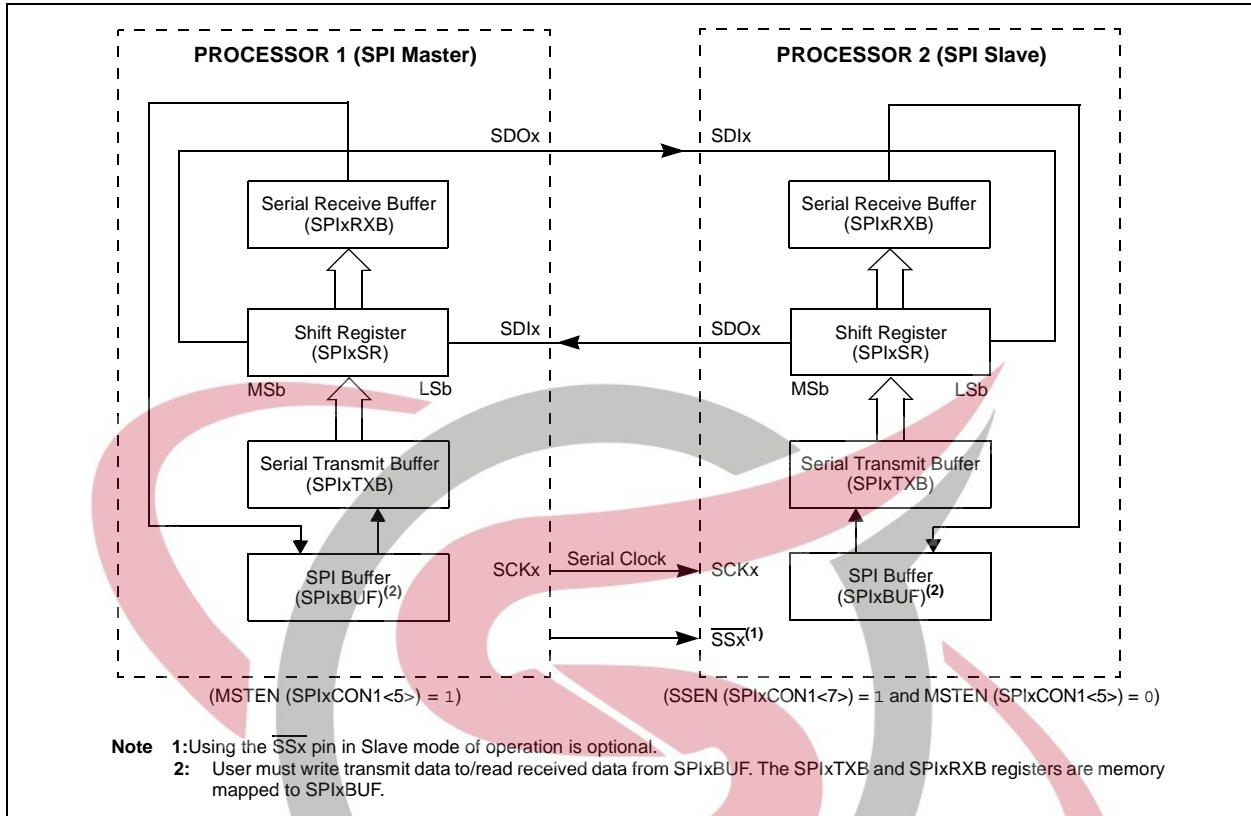 PROCESSOR 1 (SPI Master)
PROCESSOR 2 (SPI Slave)
SDOx
SDIx
Serial Receive Buffer
(SPIxRXB)
Serial Receive Buffer
(SPIxRXB)
Shift Register
(SPIxSR)
SDIx
SDOx
Shift Register
(SPIxSR)
MSb
LSb
MSb
LSb
Serial Transmit Buffer
(SPIxTXB)
Serial Transmit Buffer
(SPIxTXB)
SPI Buffer
(SPIxBUF)(2)
SCKx
Serial Clock
SCKx
SPI Buffer
(SPIxBUF)(2)
SSx(1)
(MSTEN (SPIxCON1<5>) = 1)
(SSEN (SPIxCON1<7>) = 1 and MSTEN (SPIxCON1<5>) = 0)
Note 1:Using the SSx pin in Slave mode of operation is optional.
2: User must write transmit data to/read received data from SPIxBUF. The SPIxTXB and SPIxRXB registers are memory
mapped to SPIxBUF.